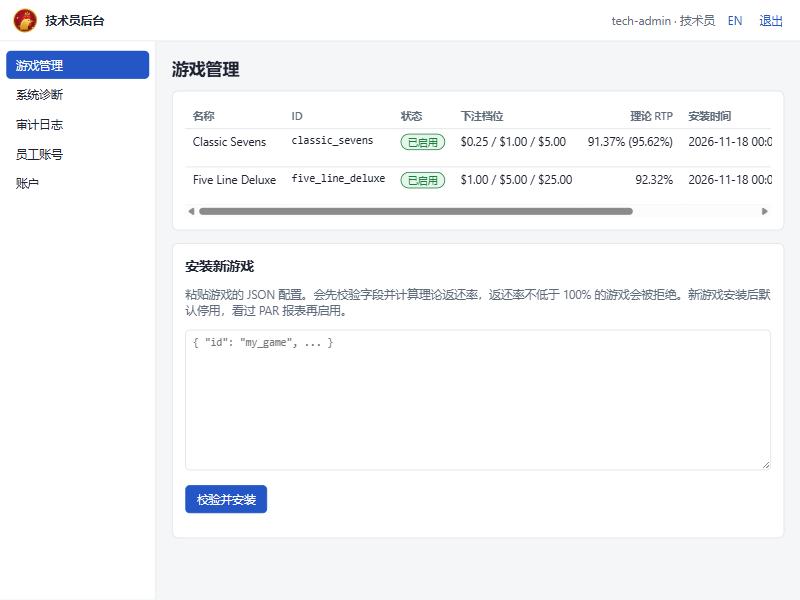 技术员后台
tech-admin · 技术员 EN 退出
游戏管理
系统诊断
审计日志
员工账号
账户
游戏管理
名称 ID 状态 下注档位 理论 RTP 安装时间
Classic Sevens classic_sevens 已启用 $0.25 / $1.00 / $5.00 91.37% (95.62%) 2026-11-18 00:0
Five Line Deluxe five_line_deluxe 已启用 $1.00 / $5.00 / $25.00 92.32% 2026-11-18 00:0
安装新游戏
粘贴游戏的 JSON 配置。会先校验字段并计算理论返还率，返还率不低于 100% 的游戏会被拒绝。新游戏安装后默
认停用，看过 PAR 报表再启用。
{ "id": "my_game", ... }
校验并安装